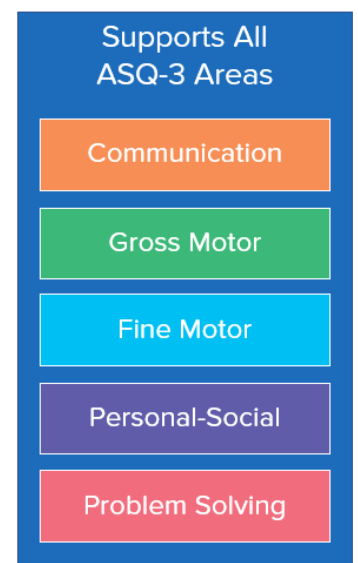 Supports All
ASQ-3 Areas
Communication
Gross Motor
Fine Motor
Personal-Social
Problem Solving